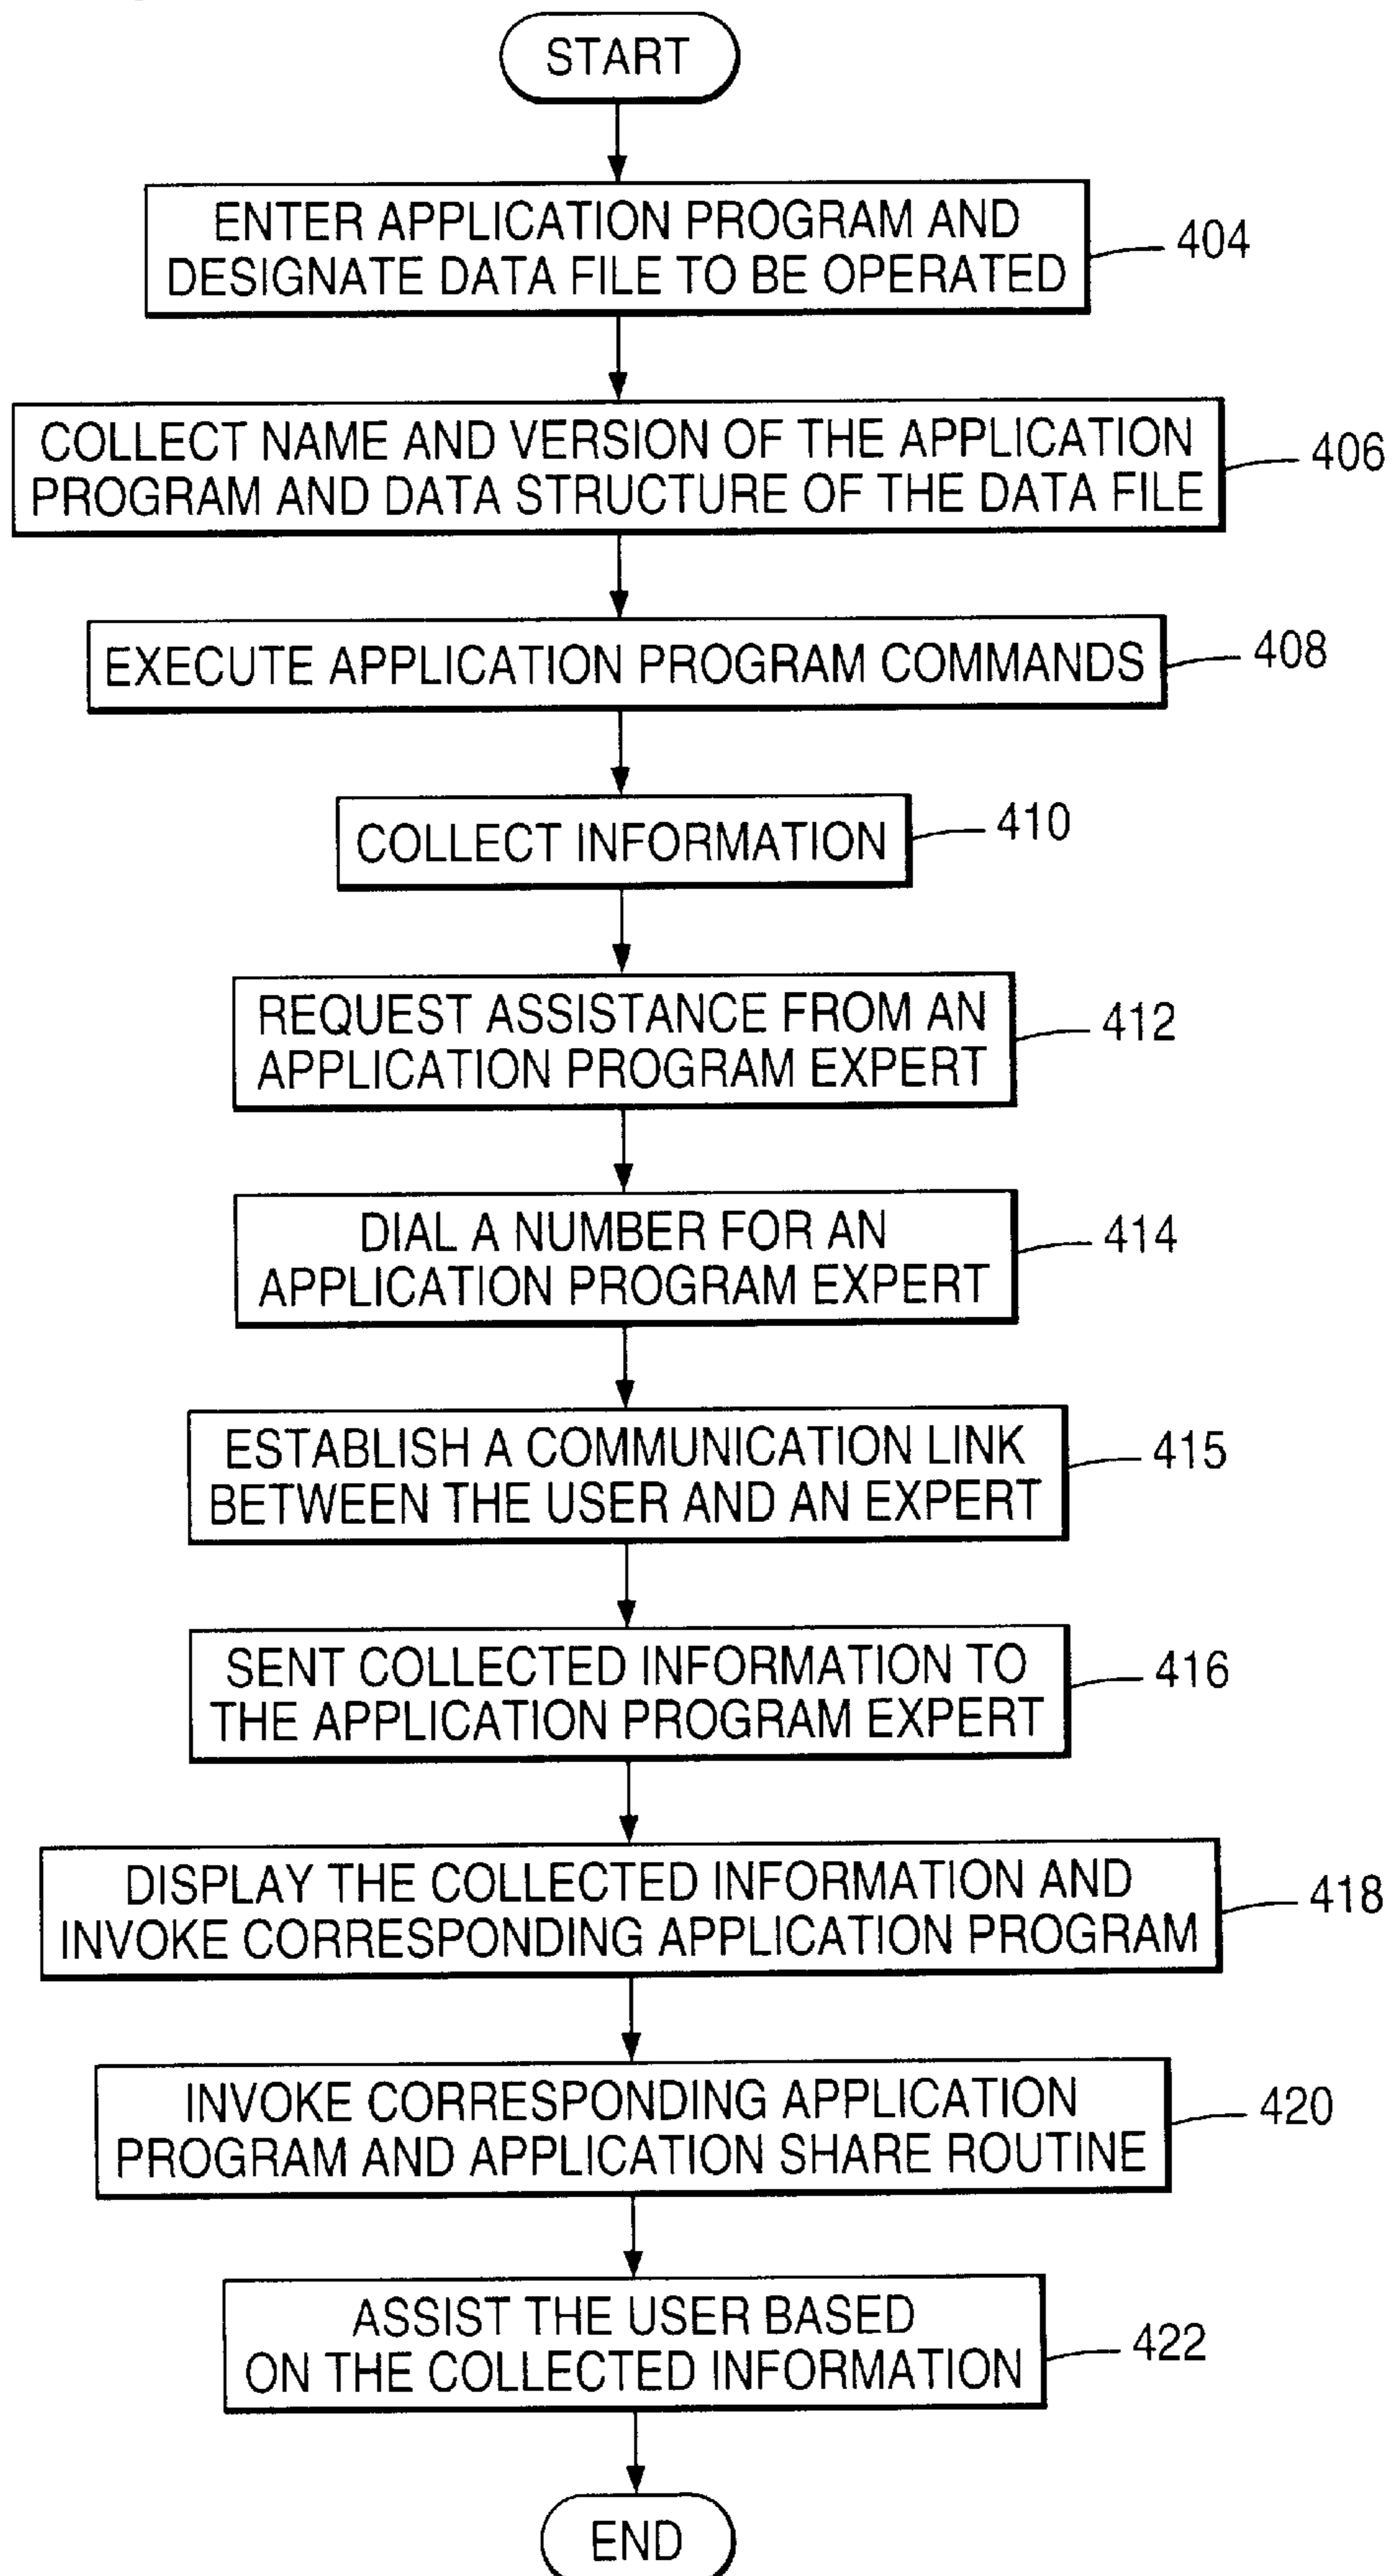 START
ENTER APPLICATION PROGRAM AND
DESIGNATE DATA FILE TO BE OPERATED
404
COLLECT NAME AND VERSION OF THE APPLICATION
PROGRAM AND DATA STRUCTURE OF THE DATA FILE
406
EXECUTE APPLICATION PROGRAM COMMANDS
408
COLLECT INFORMATION
410
REQUEST ASSISTANCE FROM AN
APPLICATION PROGRAM EXPERT
412
DIAL A NUMBER FOR AN
APPLICATION PROGRAM EXPERT
414
ESTABLISH A COMMUNICATION LINK
BETWEEN THE USER AND AN EXPERT
415
SENT COLLECTED INFORMATION TO
THE APPLICATION PROGRAM EXPERT
416
DISPLAY THE COLLECTED INFORMATION AND
INVOKE CORRESPONDING APPLICATION PROGRAM
418
INVOKE CORRESPONDING APPLICATION
PROGRAM AND APPLICATION SHARE ROUTINE
420
ASSIST THE USER BASED
ON THE COLLECTED INFORMATION
422
END